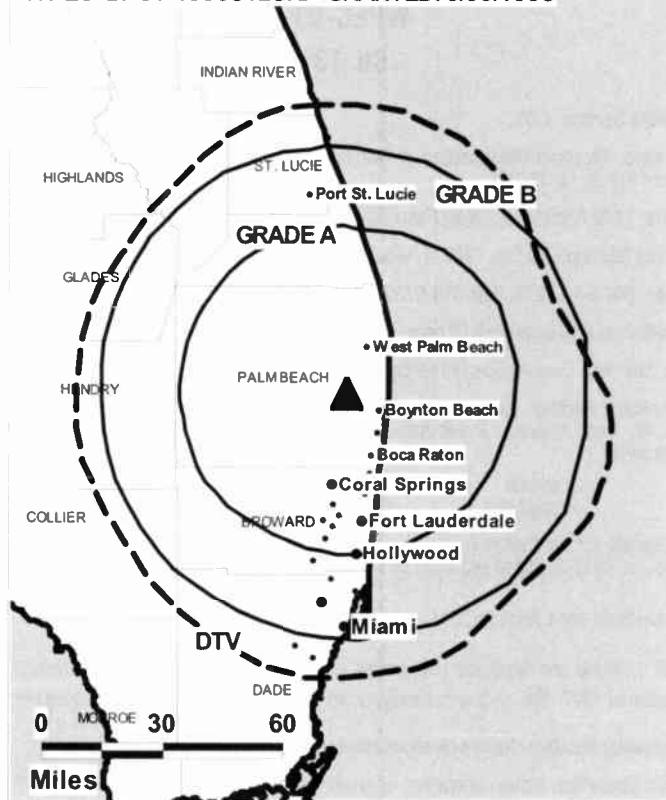 INDIAN RIVER
ST. LUCIE
HIGHLANDS
Port St. Lucie
GRADE B
GRADE A
GLADES
West Palm Beach
PALM BEACH
HENDRY
Boynton Beach
Boca Raton
Coral Springs
COLLIER
BROWARD
Fort Lauderdale
Hollywood
Miami
DTV
DADE
MONROE
0 30 60
Miles